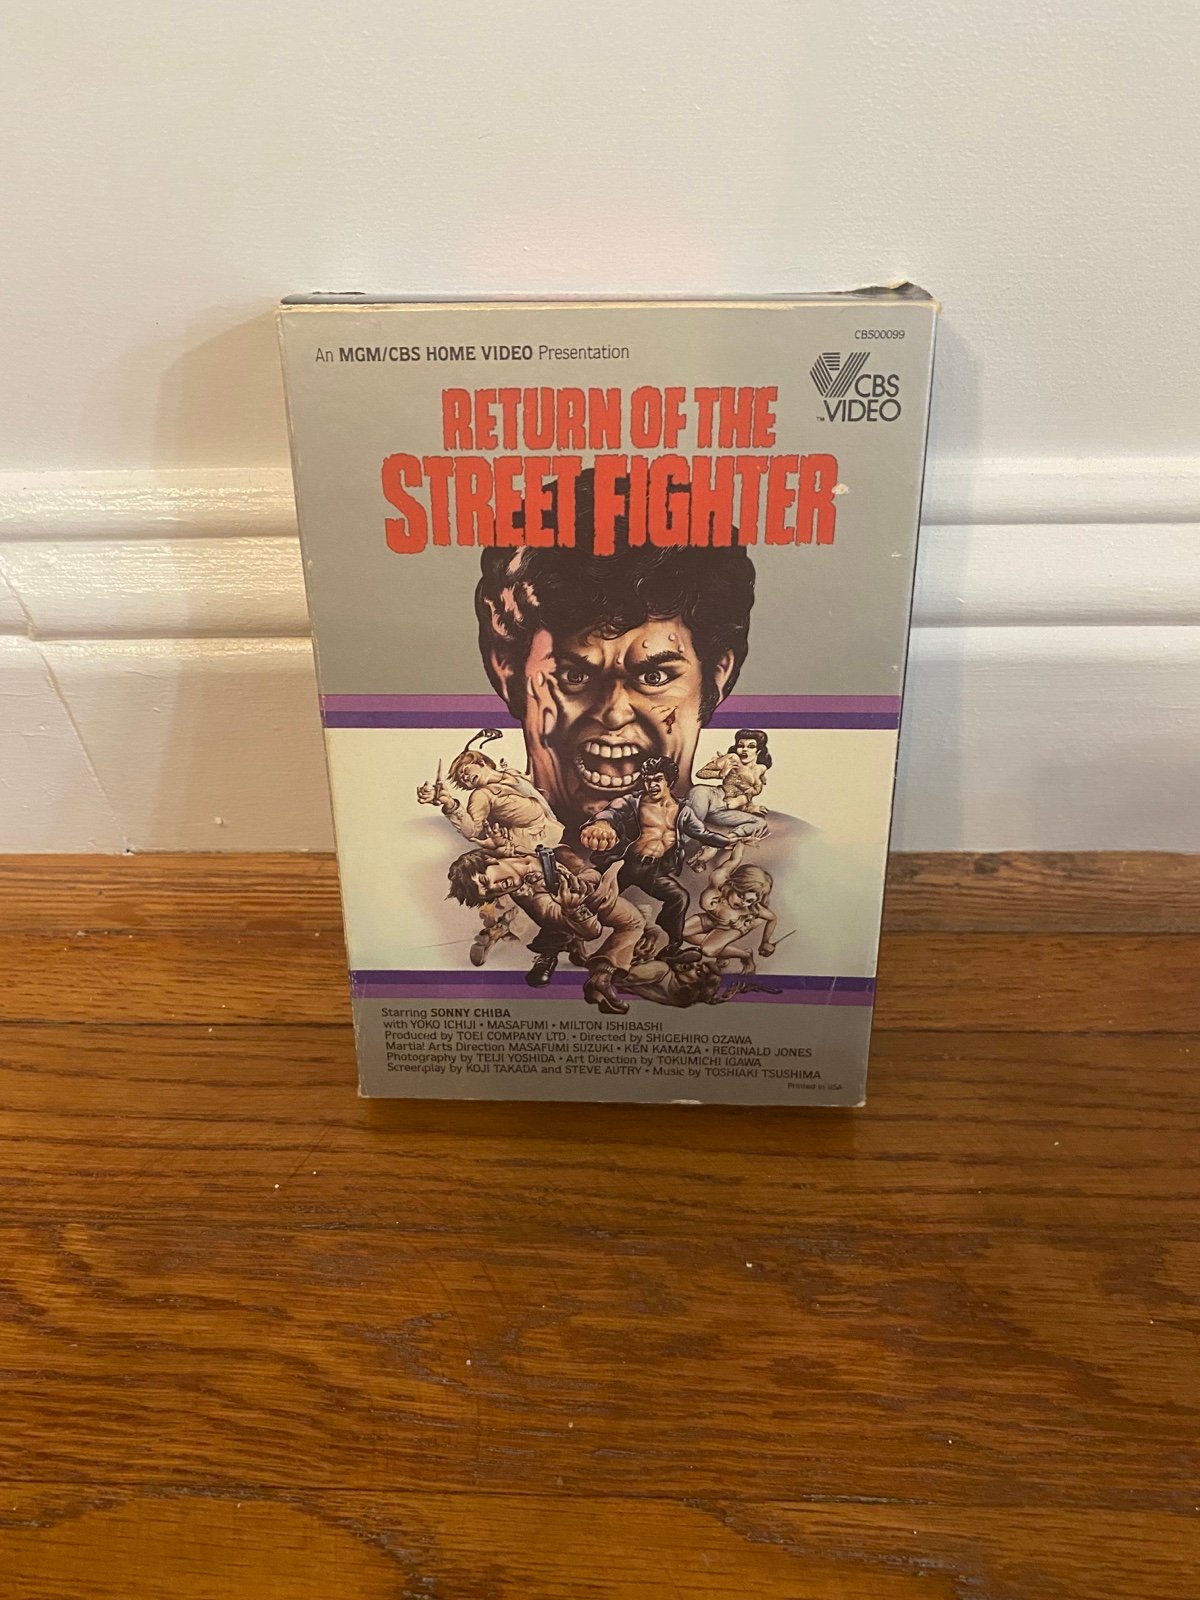 CB500099
An MGM/CBS HOME VIDEO Presentation
CBS
™ VIDEO
RETURN OF THE
STREET FIGHTER
Starring SONNY CHIBA
with YOKO ICHIJI • MASAFUMI • MILTON ISHIBASHI
Produced by TOEI COMPANY LTD. • Directed by SHIGEHIRO OZAWA
Martial Arts Direction MASAFUMI SUZUKI • KEN KAMAZA • REGINALD JONES
Photography by TEIJI YOSHIDA • Art Direction by TOKUMICHI IGAWA
Screenplay by KOJI TAKADA and STEVE AUTRY • Music by TOSHIAKI TSUSHIMA
Printed in USA